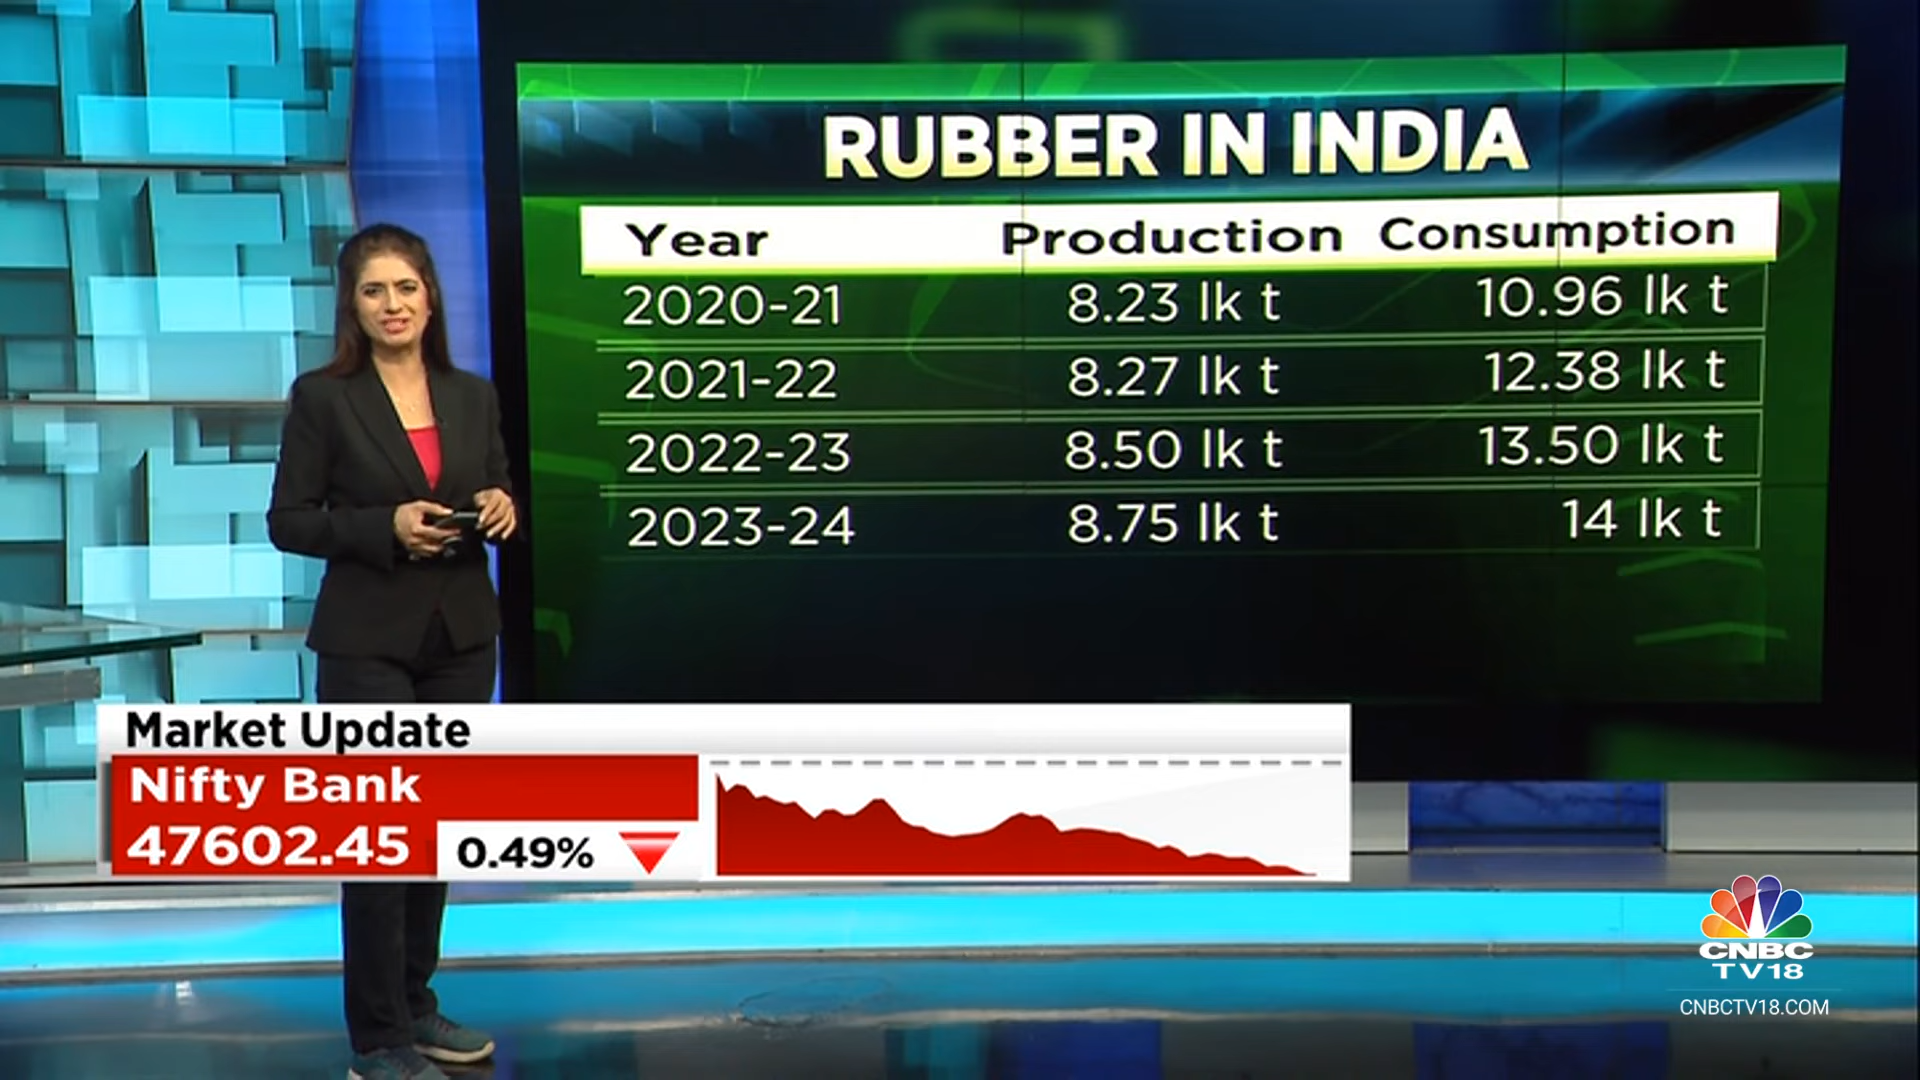 RUBBER IN INDIA
Year Production Consumption
2020-21 8.23 lk t 10.96 lk t
2021-22 8.27 lk t 12.38 lk t
2022-23 8.50 lk t 13.50 lk t
2023-24 8.75 lk t 14 lk t
Market Update
Nifty Bank
47602.45 0.49%
CNBC
TV18
CNBCTV18.COM